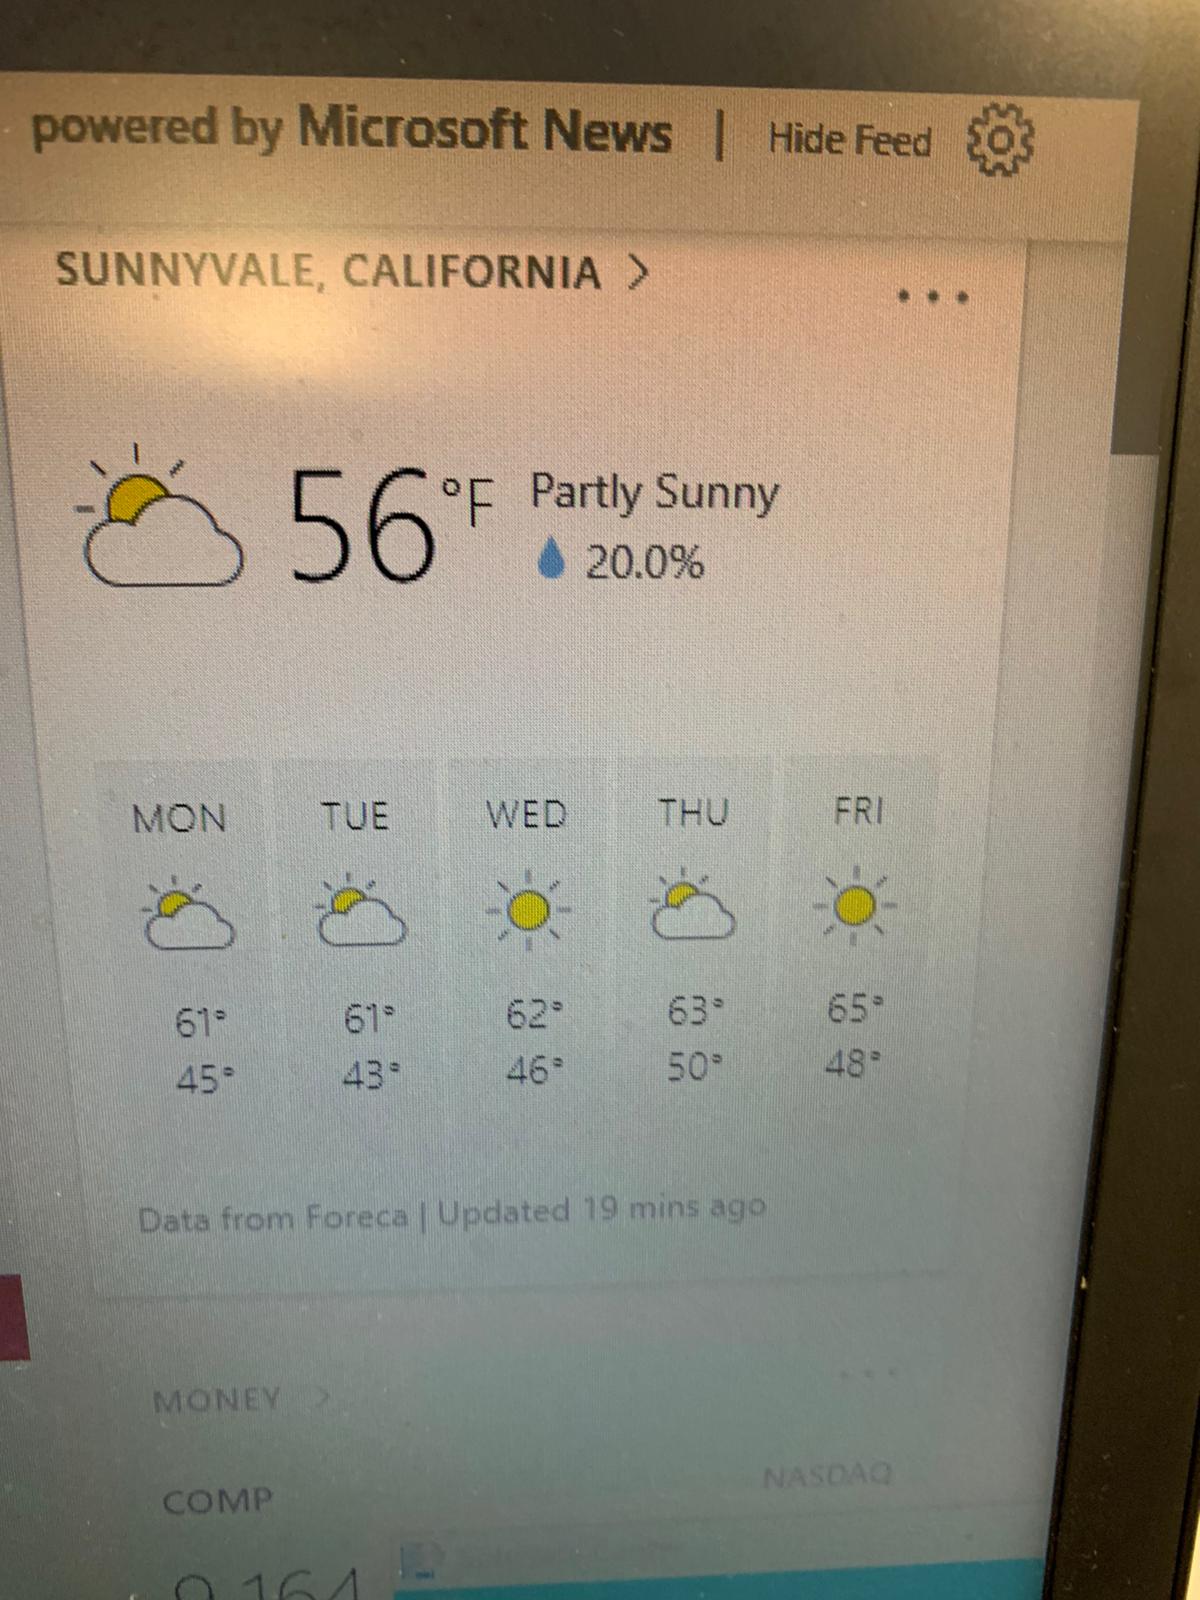 powered by Microsoft News | Hide Feed
SUNNYVALE, CALIFORNIA >
56°F Partly Sunny
20.0%
MON TUE WED THU FRI
61° 61° 62° 63° 65°
45° 43° 46° 50° 48°
Data from Foreca | Updated 19 mins ago
MONEY >
COMP NASDAQ
9,164